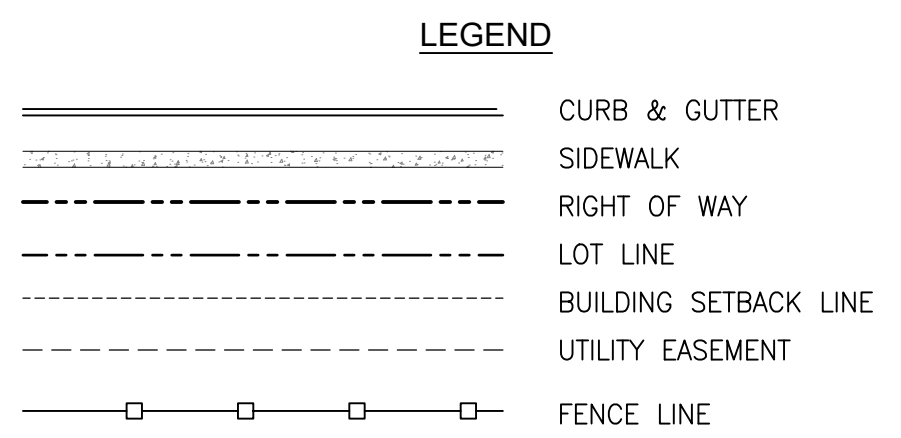 LEGEND
CURB & GUTTER
SIDEWALK
RIGHT OF WAY
LOT LINE
BUILDING SETBACK LINE
UTILITY EASEMENT
FENCE LINE